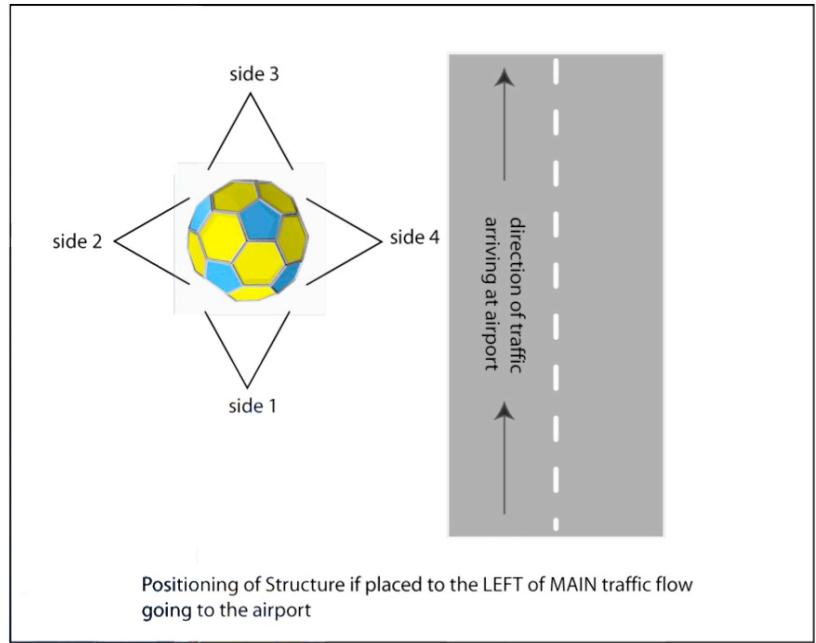 side 3
side 2
side 4
side 1
direction of traffic
arriving at airport
Positioning of Structure if placed to the LEFT of MAIN traffic flow
going to the airport